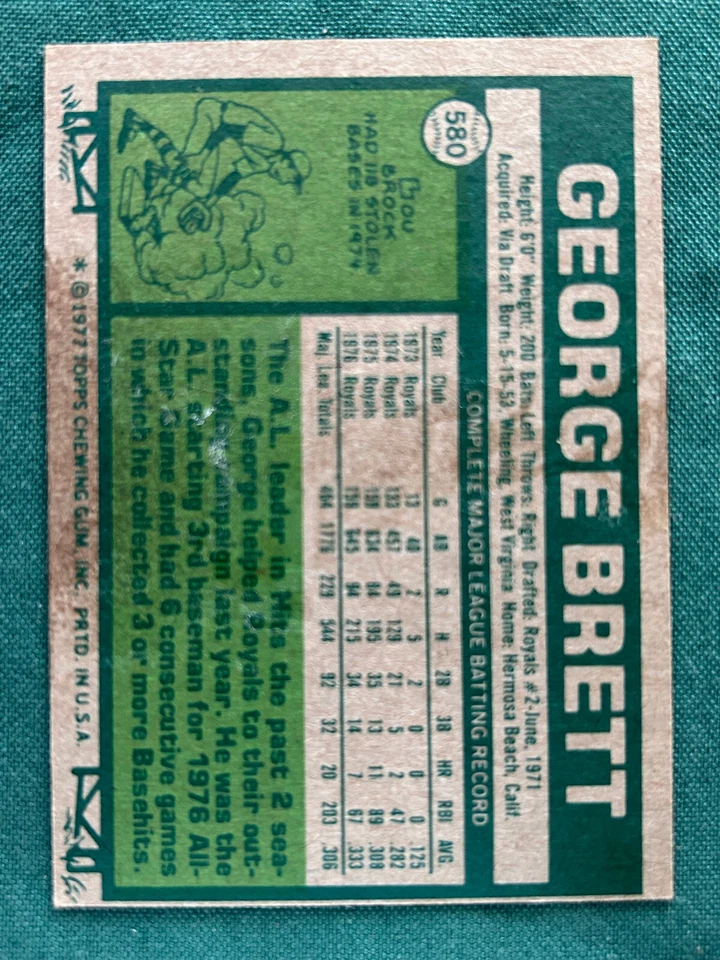 GEORGE BRETT
Height: 6'0" Weight: 200 Bats: Left Throws: Right Drafted: Royals #2-June, 1971
Acquired: Via Draft Born: 5-15-53, Wheeling, West Virginia Home: Hermosa Beach, Calif.
580
COMPLETE MAJOR LEAGUE BATTING RECORD
Year Club G AB R H 2B 3B HR RBI AVG.
1973 Royals 13 40 2 5 2 0 0 0 .125
1974 Royals 133 457 49 129 21 5 2 47 .282
1975 Royals 159 634 84 195 35 13 11 89 .308
1976 Royals 159 645 94 215 34 14 7 67 .333
Maj. Lea. Totals 464 1776 229 544 92 32 20 203 .306
LOU
BROCK
HAD 118 STOLEN
BASES IN 1974
The A.L. leader in Hits the past 2 sea-
sons, George helped Royals to their out-
standing campaign last year. He was the
A.L. starting 3rd baseman for 1976 All-
Star Game and had 6 consecutive games
in which he collected 3 or more Basehits.
* © 1977 TOPPS CHEWING GUM, INC. PRTD. IN U.S.A.